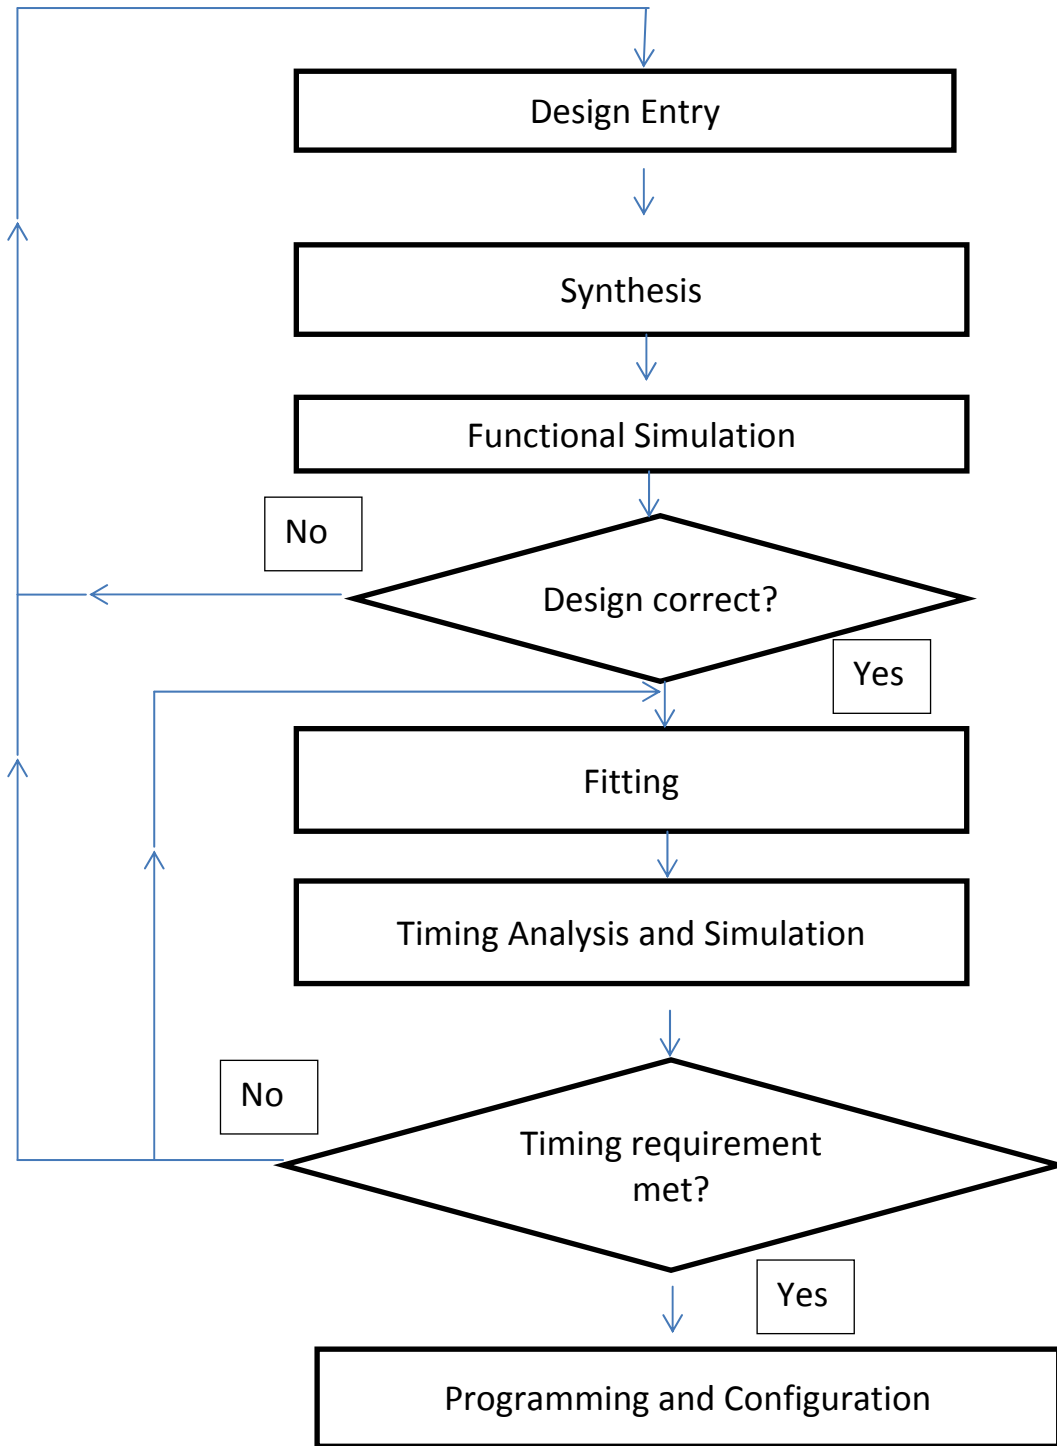 Design Entry
Synthesis
Functional Simulation
No
Design correct?
Yes
Fitting
Timing Analysis and Simulation
No
Timing requirement
met?
Yes
Programming and Configuration